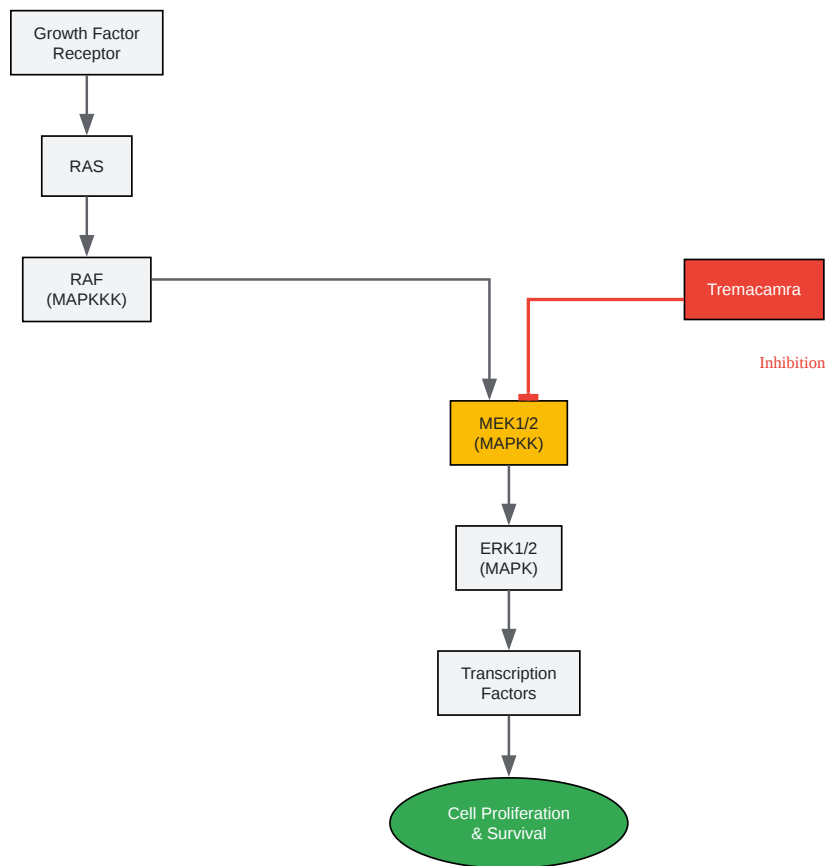 Growth Factor
Receptor
RAS
RAF
(MAPKKK)
Tremacamra
Inhibition
MEK1/2
(MAPKK)
ERK1/2
(MAPK)
Transcription
Factors
Cell Proliferation
& Survival